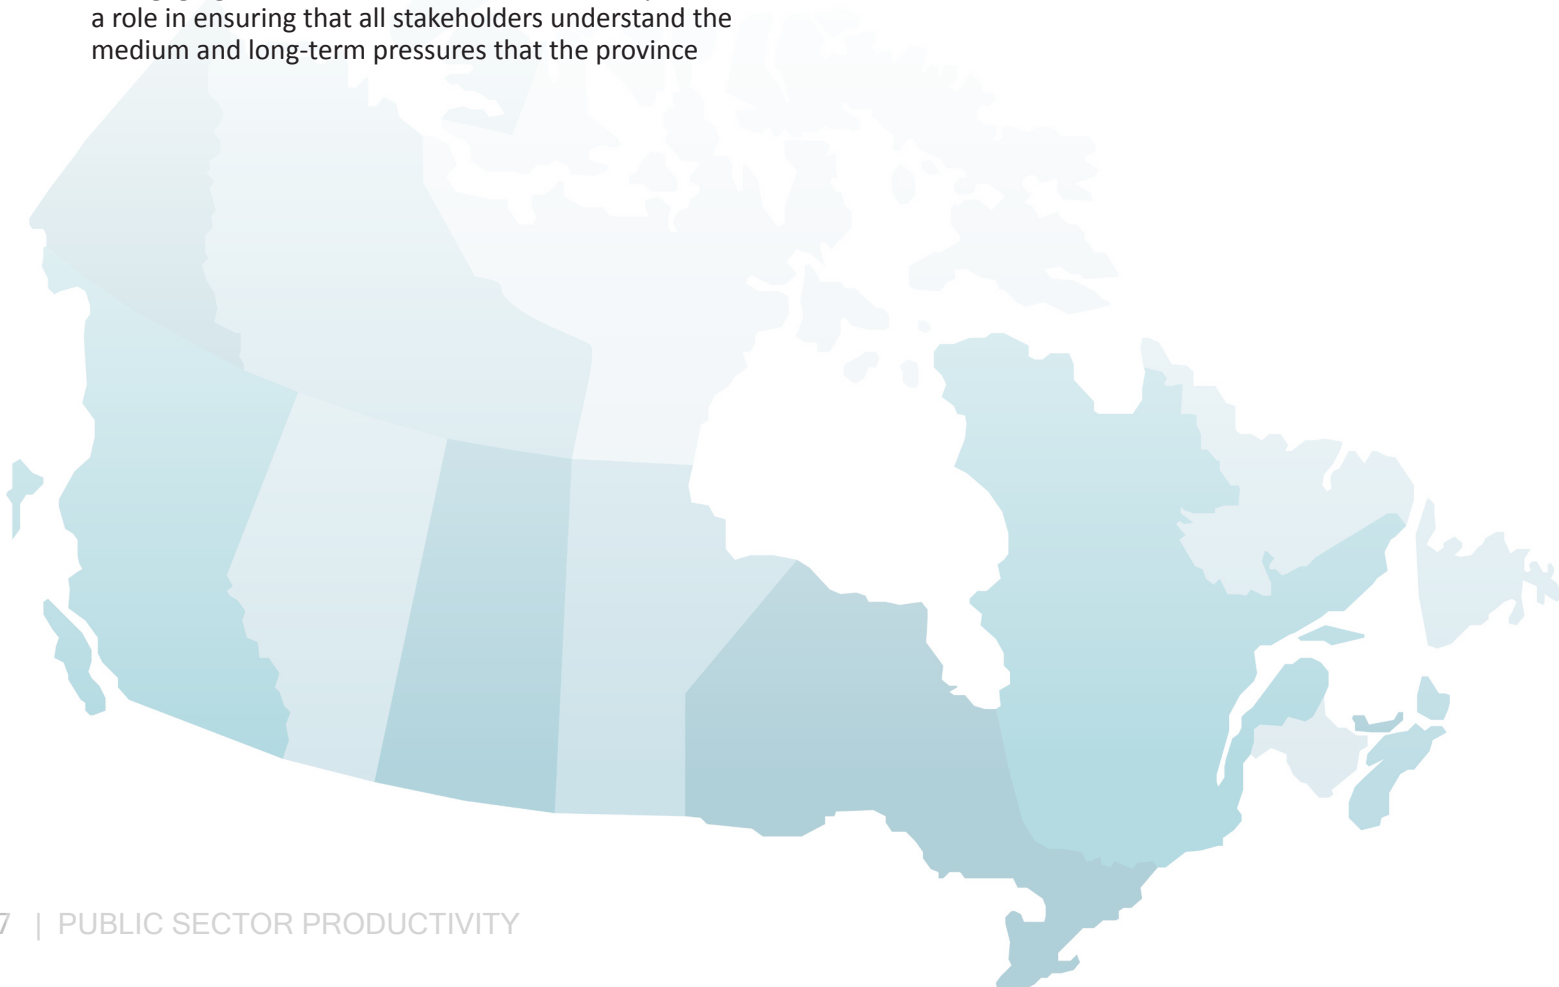 a role in ensuring that all stakeholders understand the
medium and long-term pressures that the province
7 | PUBLIC SECTOR PRODUCTIVITY